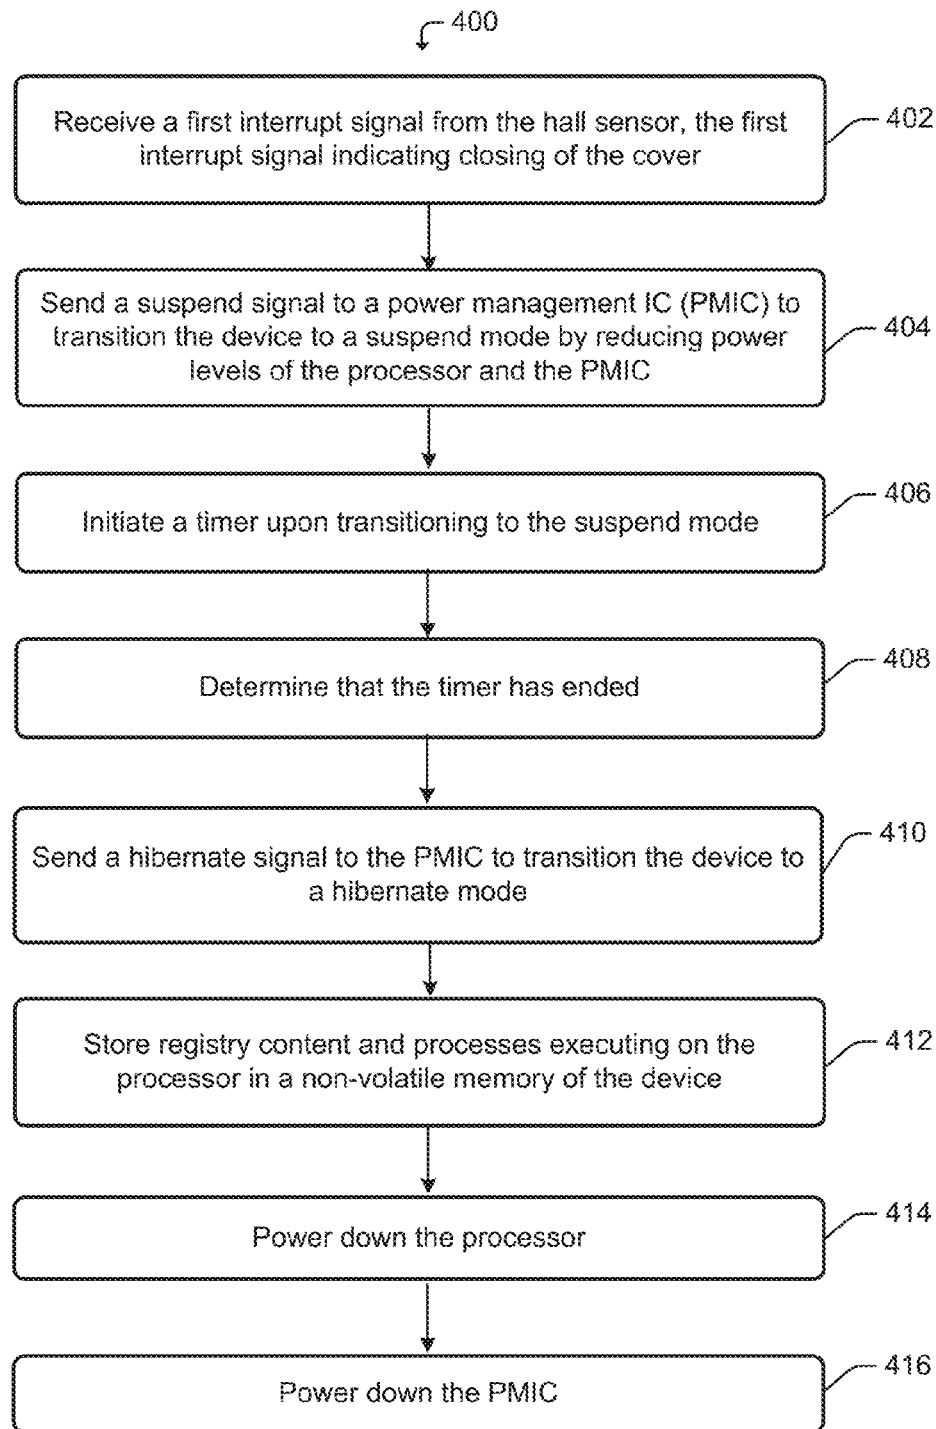 400
Receive a first interrupt signal from the hall sensor, the first
interrupt signal indicating closing of the cover
402
Send a suspend signal to a power management IC (PMIC) to
transition the device to a suspend mode by reducing power
levels of the processor and the PMIC
404
Initiate a timer upon transitioning to the suspend mode
406
Determine that the timer has ended
408
Send a hibernate signal to the PMIC to transition the device to
a hibernate mode
410
Store registry content and processes executing on the
processor in a non-volatile memory of the device
412
Power down the processor
414
Power down the PMIC
416